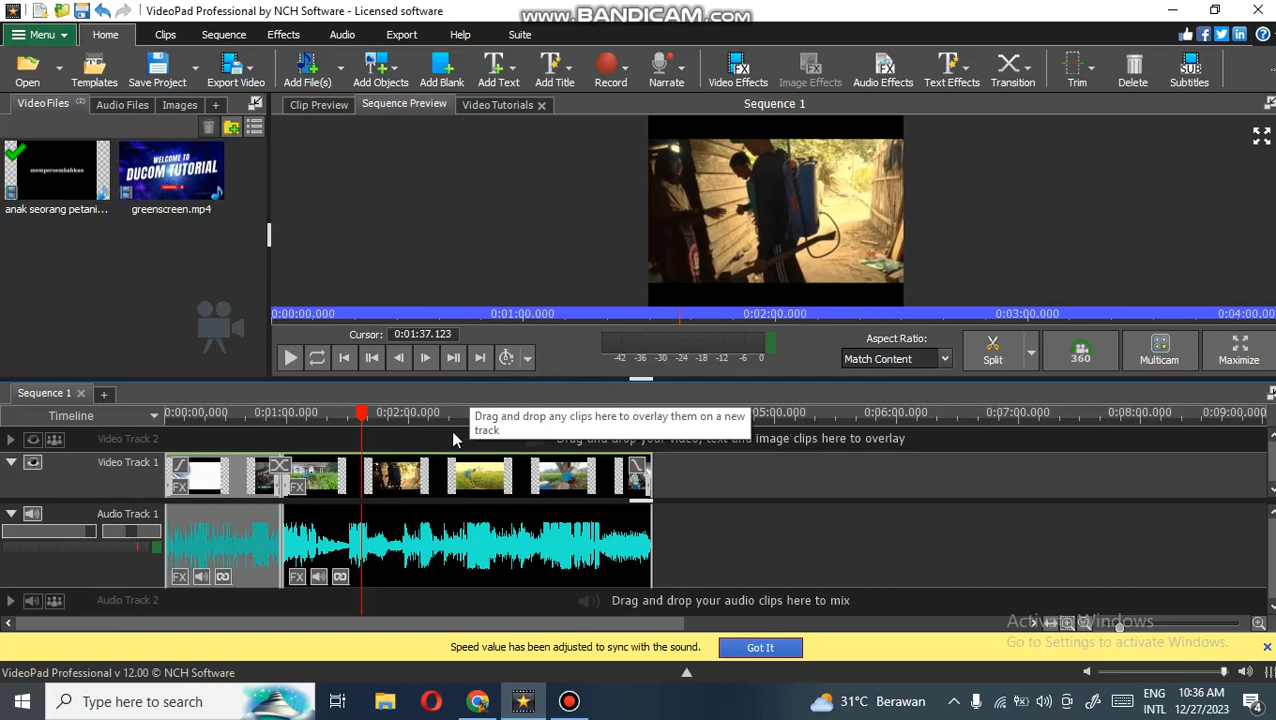 VideoPad Professional by NCH Software - Licensed software
www.BANDICAM.com
Menu Home Clips Sequence Effects Audio Export Help Suite
Open Templates Save Project Export Video Add File(s) Add Objects Add Blank Add Text Add Title Record Narrate Video Effects Image Effects Audio Effects Text Effects Transition Trim Delete Subtitles
Video Files (2) Audio Files Images +
Clip Preview Sequence Preview Video Tutorials
Sequence 1
mempersembahkan
WELCOME TO
DUCOM TUTORIAL
anak seorang petani... greenscreen.mp4
0:00:00,000 0:01:00.000 0:02:00.000 0:03:00.000 0:04:00.000
Cursor: 0:01:37.123
-42 -36 -30 -24 -18 -12 -6 0
Aspect Ratio:
Match Content
Split 360 Multicam Maximize
Sequence 1 +
Timeline
0:00:00,000 0:01:00.000 0:02:00.000 0:05:00.000 0:06:00.000 0:07:00.000 0:08:00.000 0:09:00.000
Drag and drop any clips here to overlay them on a new
track
Video Track 2 Drag and drop your video, text and image clips here to overlay
Video Track 1
FX FX
Audio Track 1
FX FX
Audio Track 2 Drag and drop your audio clips here to mix
Activate Windows
Go to Settings to activate Windows.
Speed value has been adjusted to sync with the sound. Got It
VideoPad Professional v 12.00 © NCH Software
Type here to search
31°C Berawan
ENG
INTL
10:36 AM
12/27/2023
4